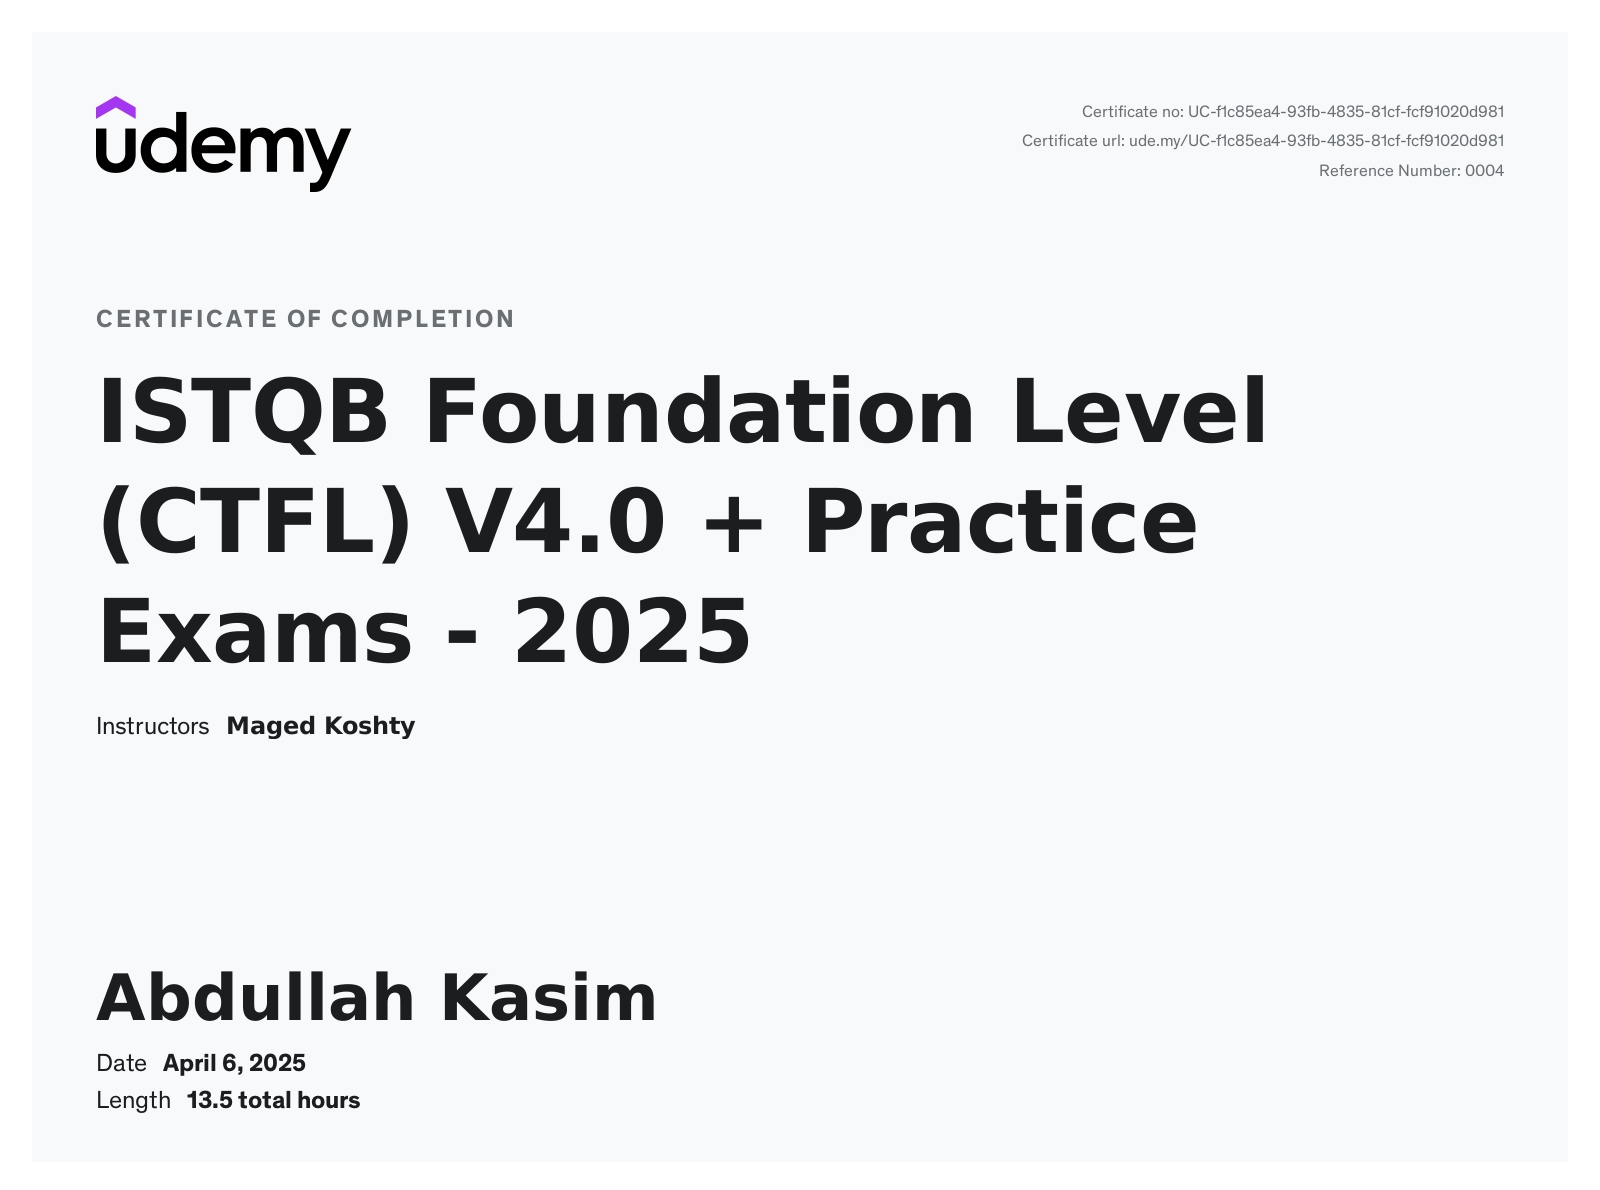 udemy
Certificate no: UC-f1c85ea4-93fb-4835-81cf-fcf91020d981
Certificate url: ude.my/UC-f1c85ea4-93fb-4835-81cf-fcf91020d981
Reference Number: 0004
CERTIFICATE OF COMPLETION
ISTQB Foundation Level
(CTFL) V4.0 + Practice
Exams - 2025
Instructors Maged Koshty
Abdullah Kasim
Date April 6, 2025
Length 13.5 total hours